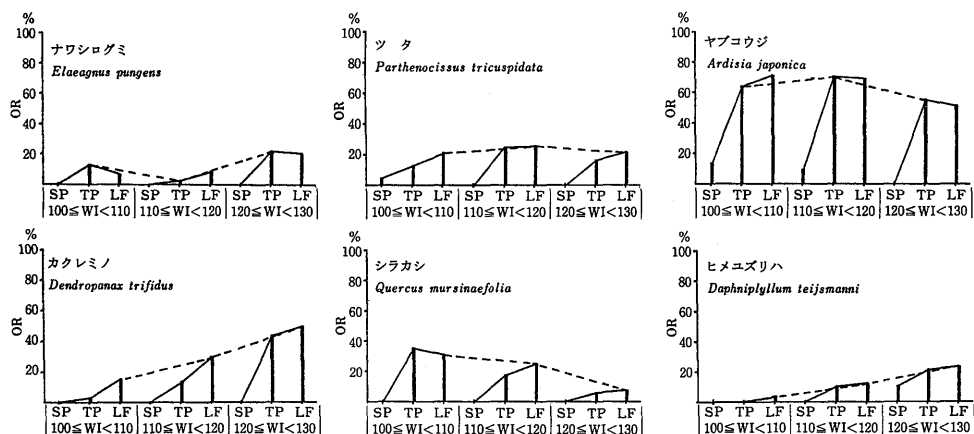 %
100
80
60
40
20
OR
ナワシログミ
Elaeagnus pungens
SP TP LF SP TP LF SP TP LF
100≦WI<110 110≦WI<120 120≦WI<130
%
100
80
60
40
20
OR
ツ タ
Parthenocissus tricuspidata
SP TP LF SP TP LF SP TP LF
100≦WI<110 110≦WI<120 120≦WI<130
%
100
80
60
40
20
OR
ヤブコウジ
Ardisia japonica
SP TP LF SP TP LF SP TP LF
100≦WI<110 110≦WI<120 120≦WI<130
%
100
80
60
40
20
OR
カクレミノ
Dendropanax trifidus
SP TP LF SP TP LF SP TP LF
100≦WI<110 110≦WI<120 120≦WI<130
%
100
80
60
40
20
OR
シラカシ
Quercus mursinaefolia
SP TP LF SP TP LF SP TP LF
100≦WI<110 110≦WI<120 120≦WI<130
%
100
80
60
40
20
OR
ヒメユズリハ
Daphniplyllum teijsmanni
SP TP LF SP TP LF SP TP LF
100≦WI<110 110≦WI<120 120≦WI<130